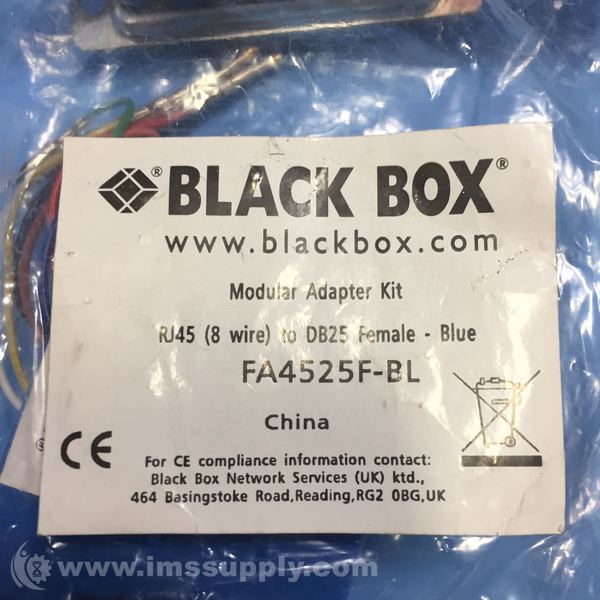 BLACK BOX®
www.blackbox.com
Modular Adapter Kit
RJ45 (8 wire) to DB25 Female - Blue
FA4525F-BL
China
CE
For CE compliance information contact:
Black Box Network Services (UK) ktd.,
464 Basingstoke Road,Reading,RG2 0BG,UK
www.imssupply.com